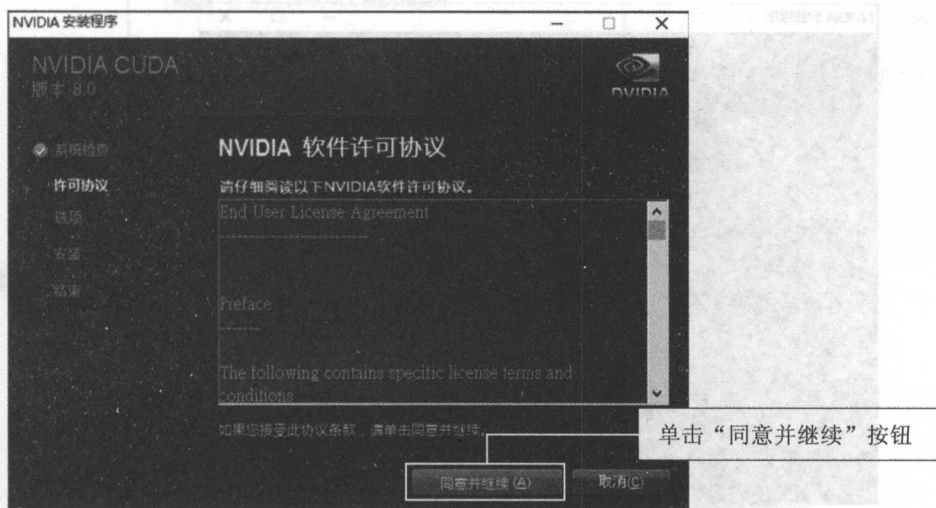 NVIDIA 安装程序
NVIDIA CUDA
版本 8.0
NVIDIA
系统检查
许可协议
选项
安装
结束
NVIDIA 软件许可协议
请仔细阅读以下NVIDIA软件许可协议。
End User License Agreement
--------------------------
Preface
-------
The following contains specific license terms and
conditions
如果您接受此协议条款，请单击同意并继续。
单击“同意并继续”按钮
同意并继续 (A)
取消(C)